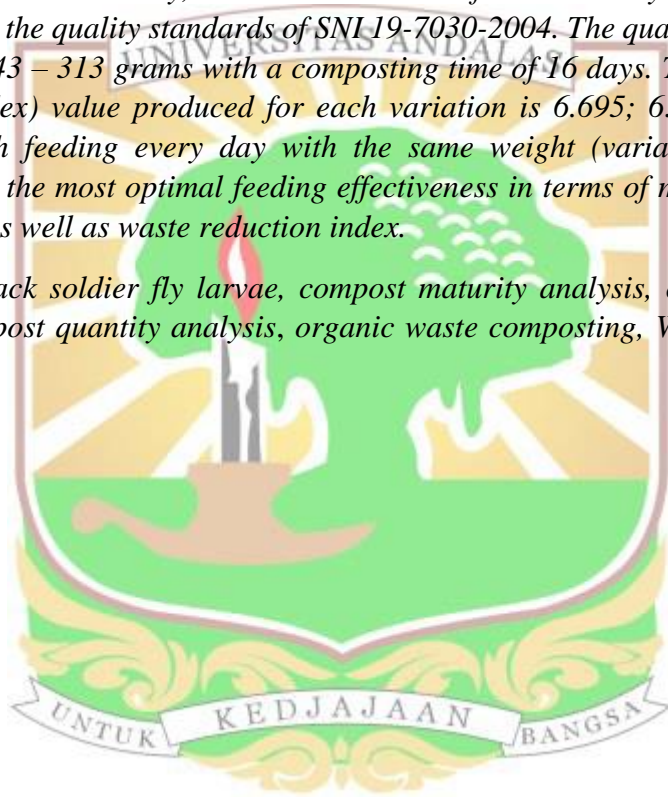 the quality standards of SNI 19-7030-2004. The qua
43 – 313 grams with a composting time of 16 days. T
ex) value produced for each variation is 6.695; 6.
h feeding every day with the same weight (varia
the most optimal feeding effectiveness in terms of
s well as waste reduction index.
ack soldier fly larvae, compost maturity analysis,
post quantity analysis, organic waste composting,
UNIVERSITAS ANDALAS
UNTUK KEDJAJAAN BANGSA